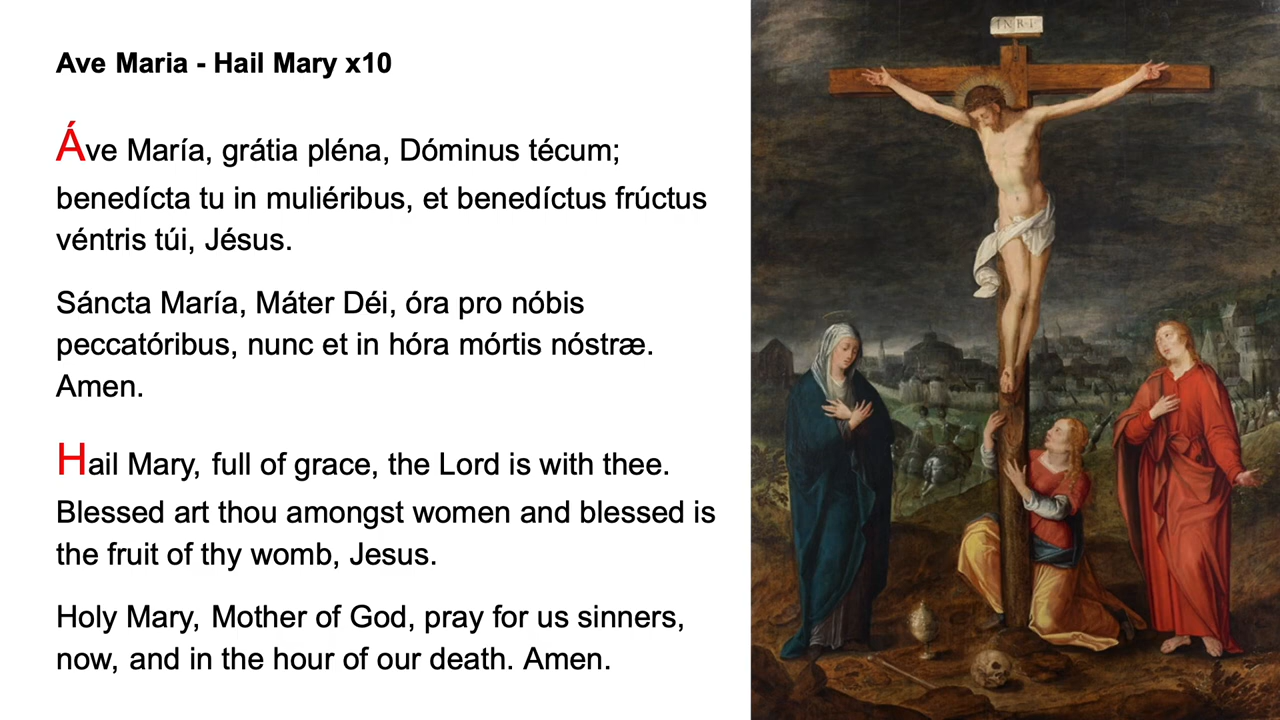 Ave Maria - Hail Mary x10
Áve María, grátia pléna, Dóminus técum;
benedícta tu in muliéribus, et benedíctus frúctus
véntris túi, Jésus.
Sáncta María, Máter Déi, óra pro nóbis
peccatóribus, nunc et in hóra mórtis nóstræ.
Amen.
Hail Mary, full of grace, the Lord is with thee.
Blessed art thou amongst women and blessed is
the fruit of thy womb, Jesus.
Holy Mary, Mother of God, pray for us sinners,
now, and in the hour of our death. Amen.
INRI